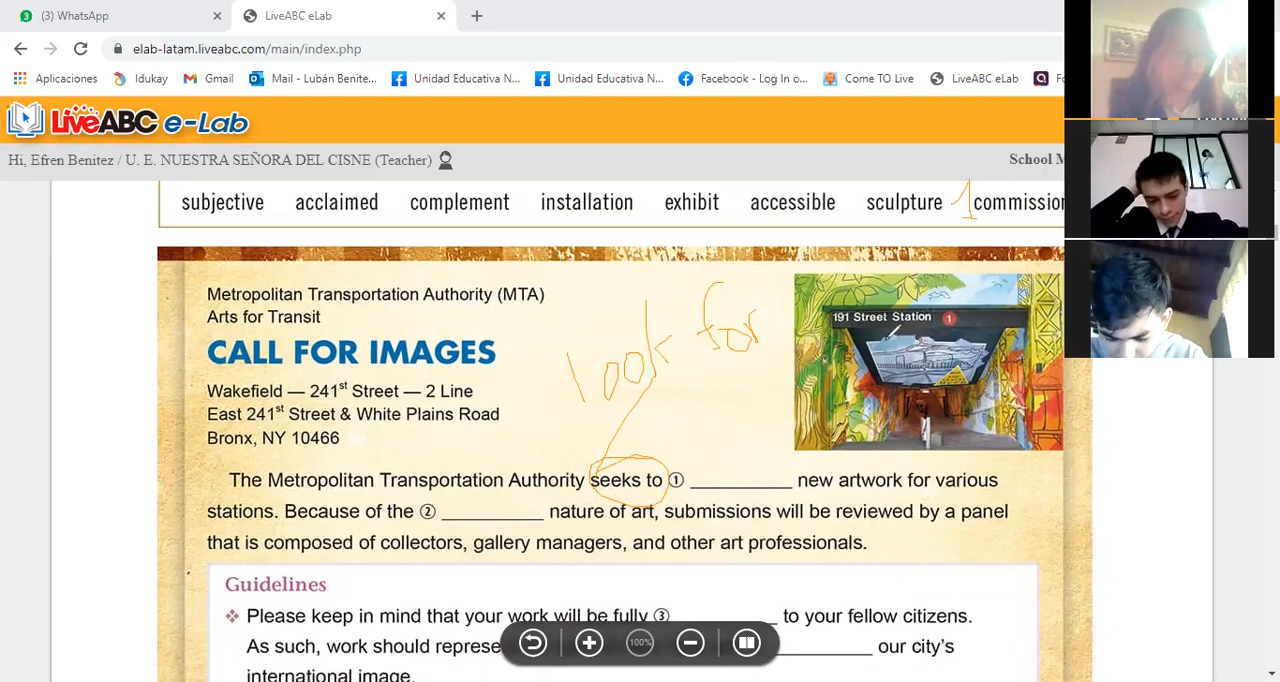 (3) WhatsApp
LiveABC eLab
elab-latam.liveabc.com/main/index.php
Aplicaciones Idukay Gmail Mail - Lubán Benite... Unidad Educativa N... Unidad Educativa N... Facebook - Log In o... Come TO Live LiveABC eLab
LiveABC e-Lab
Hi, Efren Benitez / U. E. NUESTRA SEÑORA DEL CISNE (Teacher) School M
subjective acclaimed complement installation exhibit accessible sculpture 1 commission
Metropolitan Transportation Authority (MTA)
Arts for Transit
CALL FOR IMAGES
look for
191 Street Station 1
Wakefield — 241st Street — 2 Line
East 241st Street & White Plains Road
Bronx, NY 10466
The Metropolitan Transportation Authority seeks to ① __________ new artwork for various
stations. Because of the ② __________ nature of art, submissions will be reviewed by a panel
that is composed of collectors, gallery managers, and other art professionals.
Guidelines
❖ Please keep in mind that your work will be fully ③ __________ to your fellow citizens.
As such, work should represe __________ our city's
international image.
100%